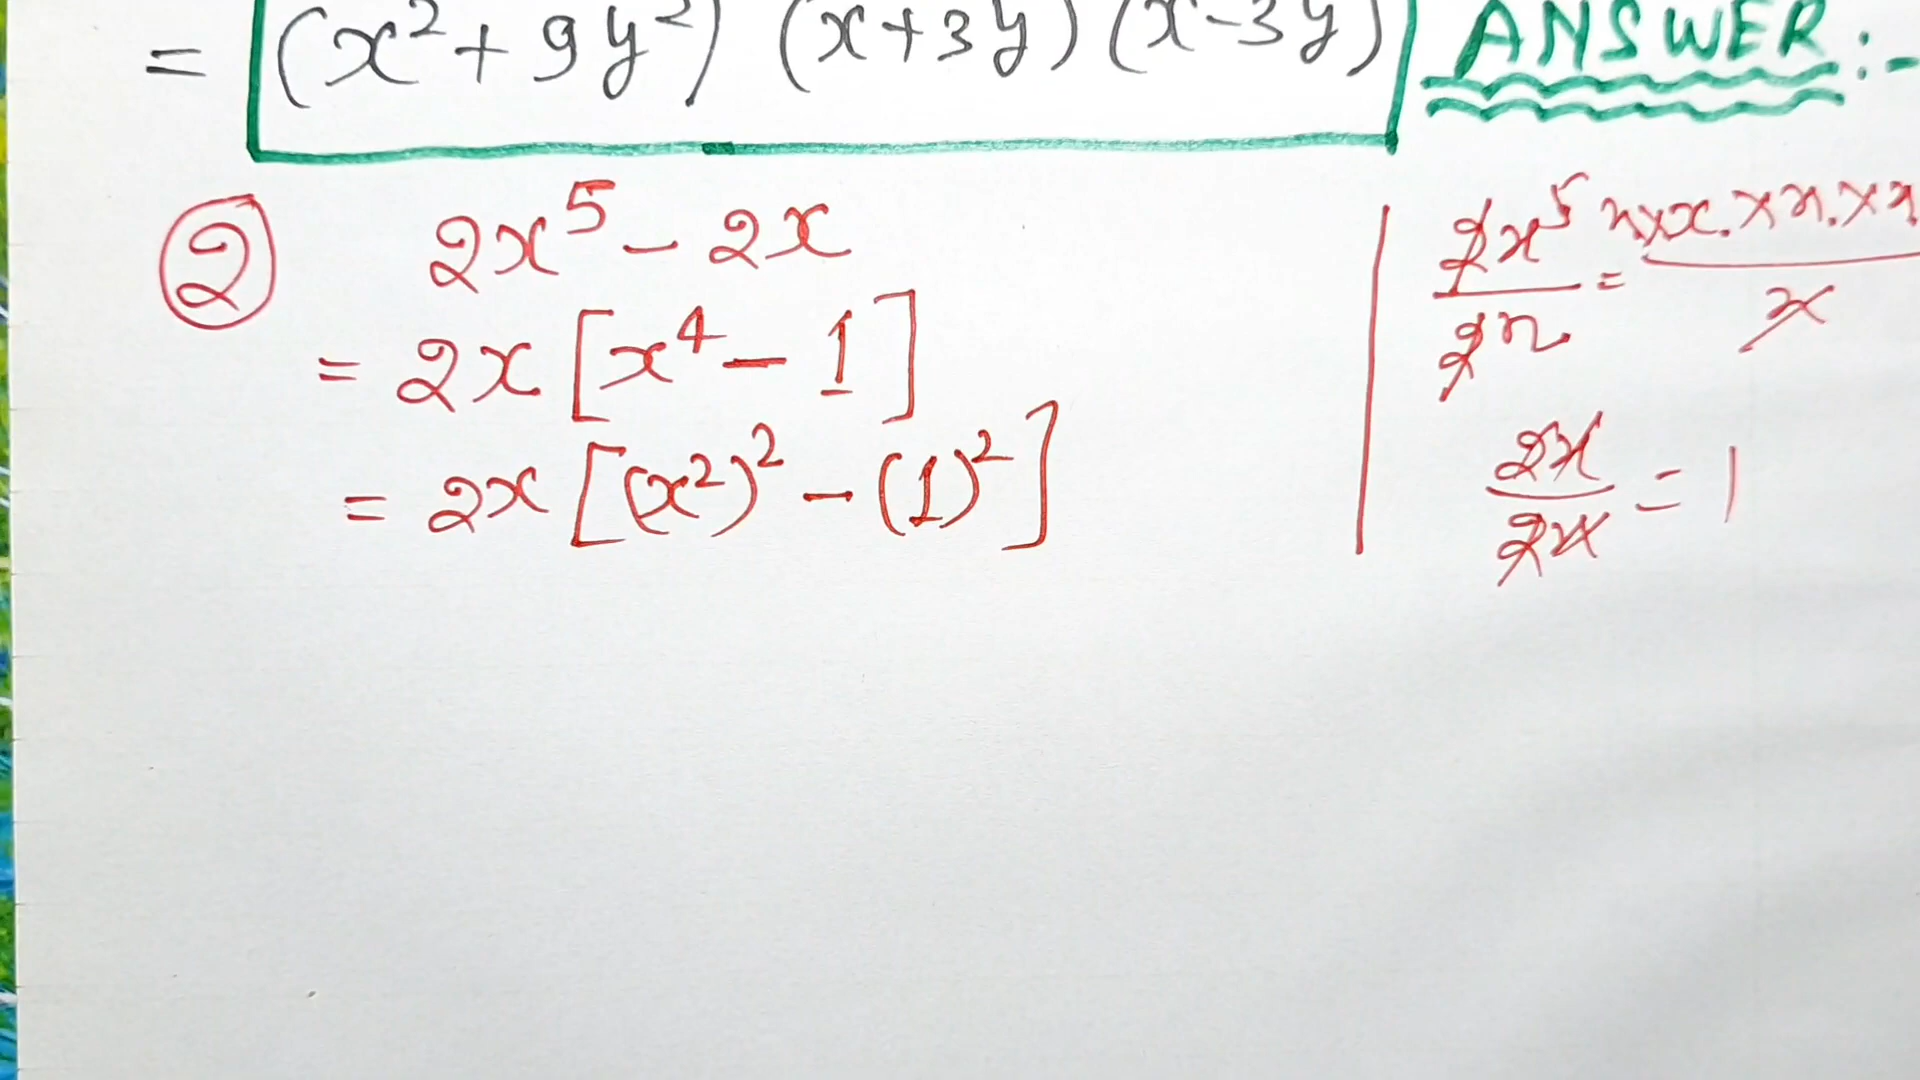 = (x²+9y²) (x+3y) (x-3y) ANSWER:-
② 2x⁵ - 2x
= 2x [x⁴ - 1]
= 2x [(x²)² - (1)²]
2x⁵ / 2x = x×x.×x.×x / x
2x / 2x = 1